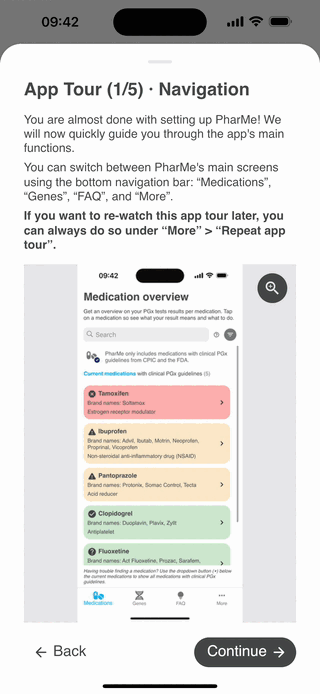 09:42
App Tour (1/5) · Navigation
You are almost done with setting up PharMe! We
will now quickly guide you through the app's main
functions.
You can switch between PharMe's main screens
using the bottom navigation bar: “Medications”,
“Genes”, “FAQ”, and “More”.
If you want to re-watch this app tour later, you
can always do so under “More” > “Repeat app
tour”.
09:42
Medication overview
Get an overview on your PGx tests results per medication. Tap
on a medication so see what your result means and what to do.
Search
PharMe only includes medications with clinical PGx
guidelines from CPIC and the FDA.
Current medications with clinical PGx guidelines (5)
Tamoxifen
Brand names: Soltamox
Estrogen receptor modulator
Ibuprofen
Brand names: Advil, Ibutab, Motrin, Neoprofen,
Proprinal, Vicoprofen
Non-steroidal anti-inflammatory drug (NSAID)
Pantoprazole
Brand names: Protonix, Somac Control, Tecta
Acid reducer
Clopidogrel
Brand names: Duoplavin, Plavix, Zyllt
Antiplatelet
Fluoxetine
Brand names: Act Fluoxetine, Prozac, Sarafem,
Having trouble finding a medication? Use the dropdown button (▾) below
the current medications to show all medications with clinical PGx
guidelines.
Medications
Genes
FAQ
More
← Back
Continue →